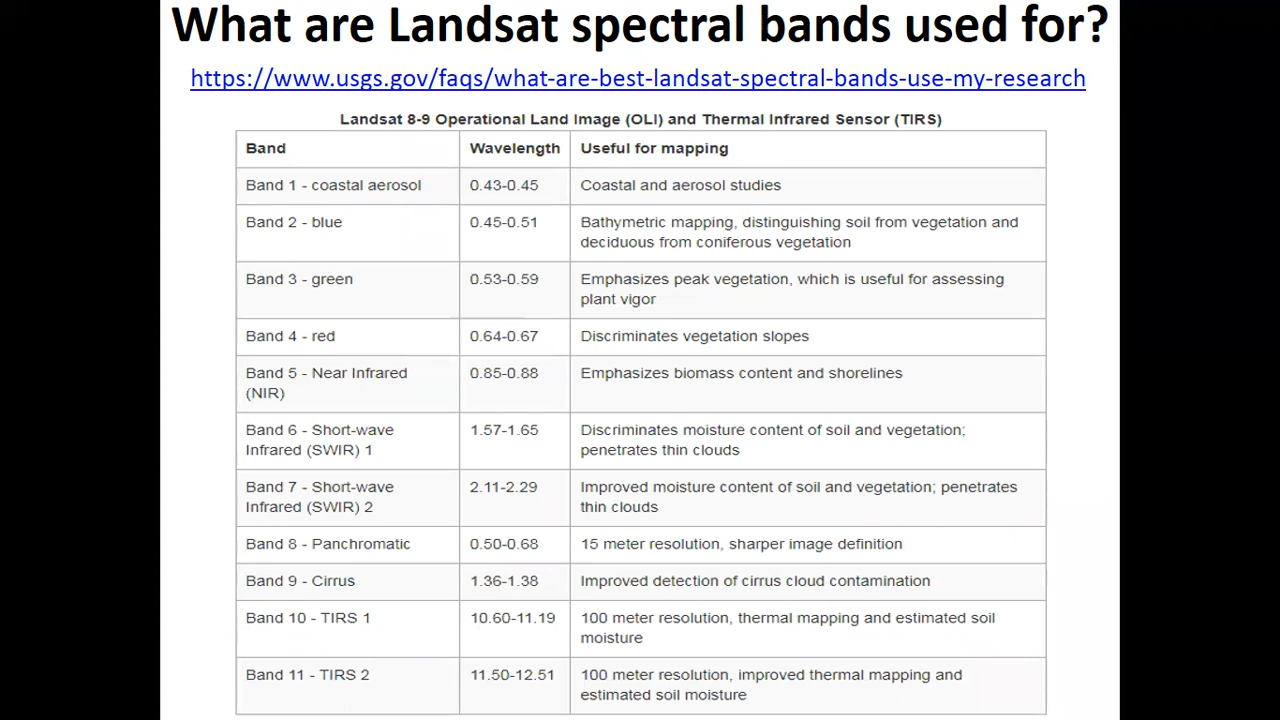 What are Landsat spectral bands used for?
https://www.usgs.gov/faqs/what-are-best-landsat-spectral-bands-use-my-research
Landsat 8-9 Operational Land Image (OLI) and Thermal Infrared Sensor (TIRS)
Band Wavelength Useful for mapping
Band 1 - coastal aerosol 0.43-0.45 Coastal and aerosol studies
Band 2 - blue 0.45-0.51 Bathymetric mapping, distinguishing soil from vegetation and
deciduous from coniferous vegetation
Band 3 - green 0.53-0.59 Emphasizes peak vegetation, which is useful for assessing
plant vigor
Band 4 - red 0.64-0.67 Discriminates vegetation slopes
Band 5 - Near Infrared 0.85-0.88 Emphasizes biomass content and shorelines
(NIR)
Band 6 - Short-wave 1.57-1.65 Discriminates moisture content of soil and vegetation;
Infrared (SWIR) 1 penetrates thin clouds
Band 7 - Short-wave 2.11-2.29 Improved moisture content of soil and vegetation; penetrates
Infrared (SWIR) 2 thin clouds
Band 8 - Panchromatic 0.50-0.68 15 meter resolution, sharper image definition
Band 9 - Cirrus 1.36-1.38 Improved detection of cirrus cloud contamination
Band 10 - TIRS 1 10.60-11.19 100 meter resolution, thermal mapping and estimated soil
moisture
Band 11 - TIRS 2 11.50-12.51 100 meter resolution, improved thermal mapping and
estimated soil moisture